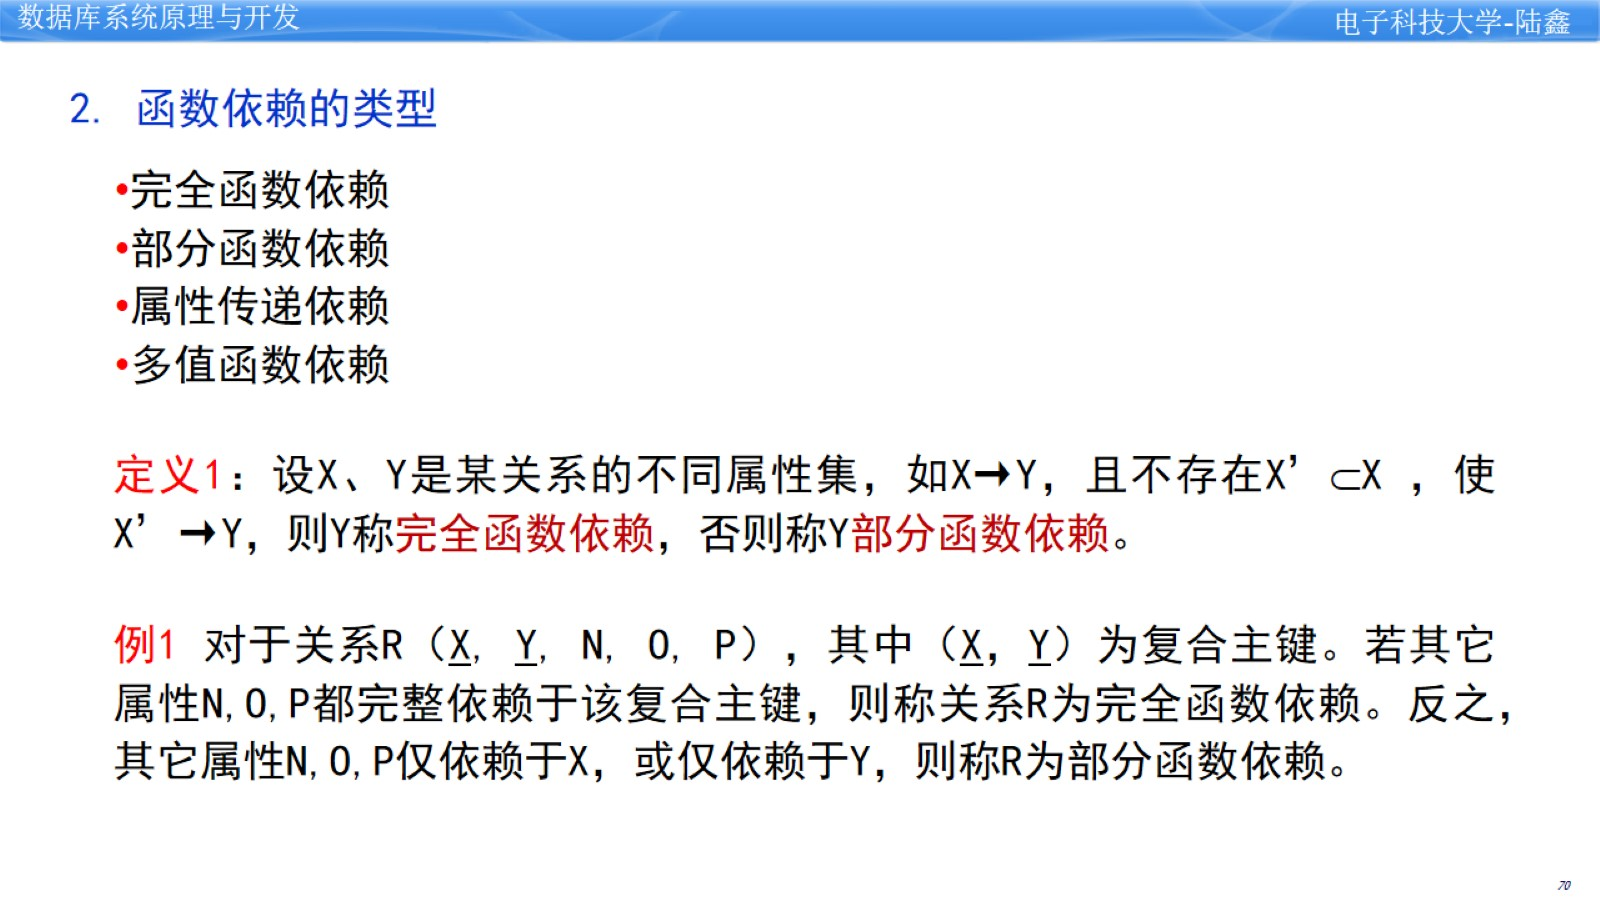 数据库系统原理与开发
电子科技大学-陆鑫
2. 函数依赖的类型
•完全函数依赖
•部分函数依赖
•属性传递依赖
•多值函数依赖
定义1：设X、Y是某关系的不同属性集，如X→Y，且不存在X’⊂X ，使
X’→Y，则Y称完全函数依赖，否则称Y部分函数依赖。
例1 对于关系R（X, Y, N, O, P），其中（X，Y）为复合主键。若其它
属性N,O,P都完整依赖于该复合主键，则称关系R为完全函数依赖。反之，
其它属性N,O,P仅依赖于X，或仅依赖于Y，则称R为部分函数依赖。
70